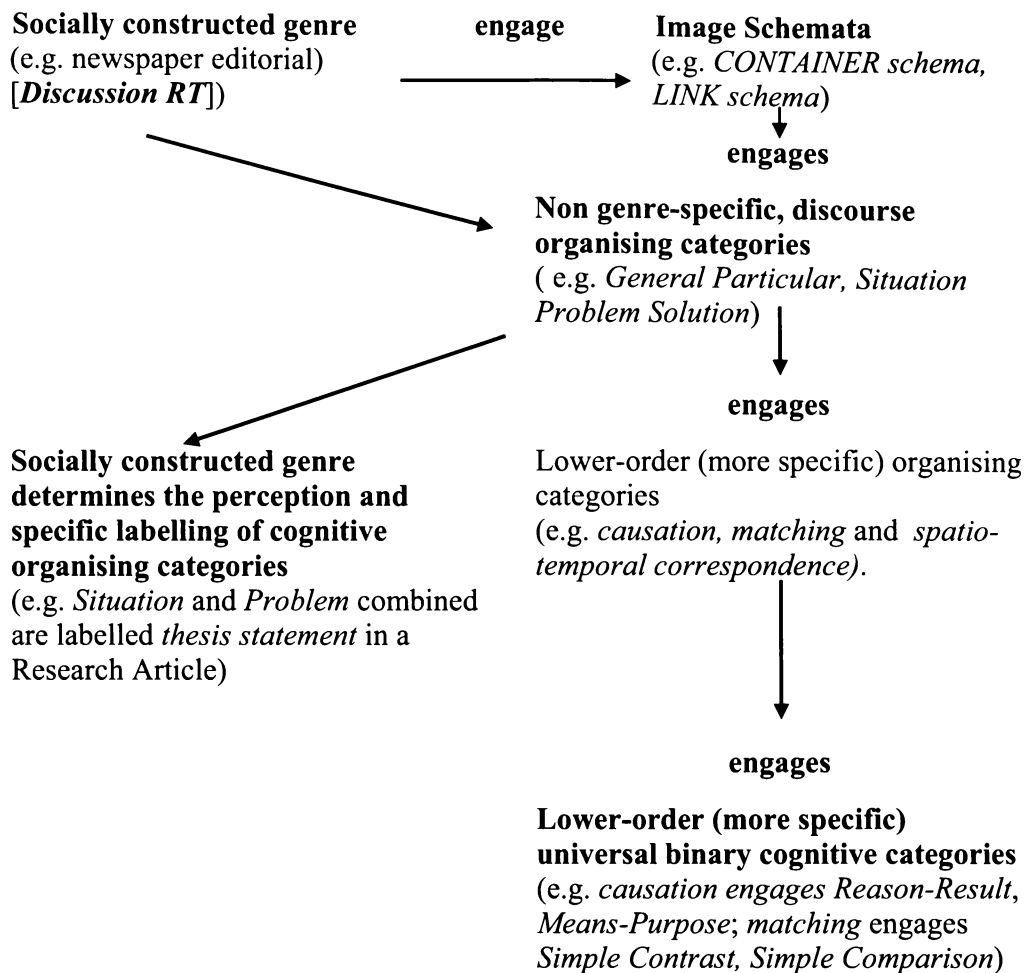 Socially constructed genre
(e.g. newspaper editorial)
[Discussion RT])
engage
Image Schemata
(e.g. CONTAINER schema,
LINK schema)
engages
Non genre-specific, discourse
organising categories
( e.g. General Particular, Situation
Problem Solution)
engages
Socially constructed genre
determines the perception and
specific labelling of cognitive
organising categories
(e.g. Situation and Problem combined
are labelled thesis statement in a
Research Article)
Lower-order (more specific) organising
categories
(e.g. causation, matching and spatio-
temporal correspondence).
engages
Lower-order (more specific)
universal binary cognitive categories
(e.g. causation engages Reason-Result,
Means-Purpose; matching engages
Simple Contrast, Simple Comparison)